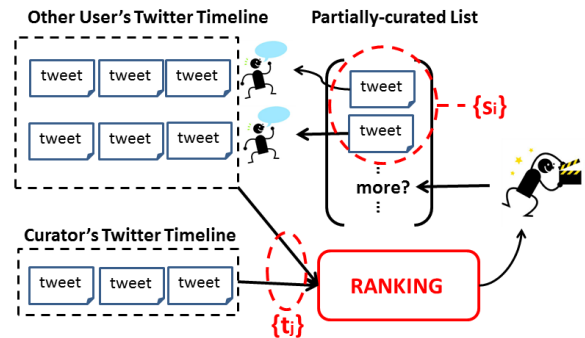 Other User's Twitter Timeline
Partially-curated List
tweet tweet tweet
tweet
tweet tweet tweet
tweet
{si}
more?
Curator's Twitter Timeline
tweet tweet tweet
{tj}
RANKING